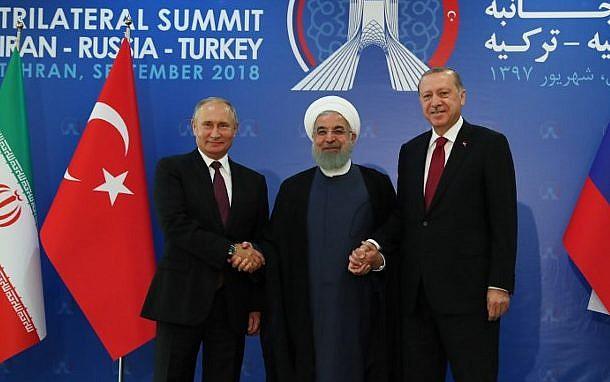 TRILATERAL SUMMIT
IRAN - RUSSIA - TURKEY
TEHRAN, SEPTEMBER 2018
جانبه
یه - ترکیه
ن، شهریور ۱۳۹۷